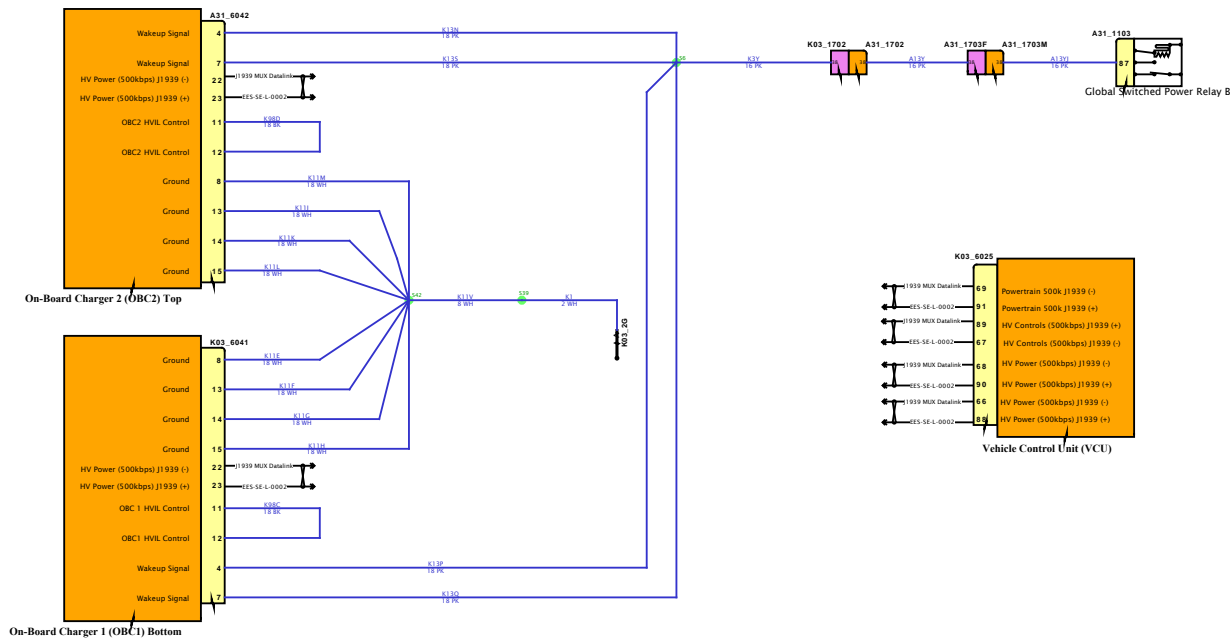 A31_6042
Wakeup Signal 4 K13N
18 PK
Wakeup Signal 7 K13S
18 PK
HV Power (500kbps) J1939 (-) 22 J1939 MUX Datalink
HV Power (500kbps) J1939 (+) 23 EES-SE-L-0002
OBC2 HVIL Control 11 K98D
18 BK
OBC2 HVIL Control 12
Ground 8 K11M
18 WH
Ground 13 K11J
18 WH
Ground 14 K11K
18 WH
Ground 15 K11L
18 WH
On-Board Charger 2 (OBC2) Top
S42
K11V
8 WH
S39
K1
2 WH
K03_2G
S6
K3Y
16 PK
K03_1702
38
A31_1702
38
A13Y
16 PK
A31_1703F
38
A31_1703M
38
A13YJ
16 PK
A31_1103
87
Global Switched Power Relay B
K03_6041
Ground 8 K11E
18 WH
Ground 13 K11F
18 WH
Ground 14 K11G
18 WH
Ground 15 K11H
18 WH
HV Power (500kbps) J1939 (-) 22 J1939 MUX Datalink
HV Power (500kbps) J1939 (+) 23 EES-SE-L-0002
OBC 1 HVIL Control 11 K98C
18 BK
OBC1 HVIL Control 12
Wakeup Signal 4 K13P
18 PK
Wakeup Signal 7 K13Q
18 PK
On-Board Charger 1 (OBC1) Bottom
K03_6025
J1939 MUX Datalink 69 Powertrain 500k J1939 (-)
EES-SE-L-0002 91 Powertrain 500k J1939 (+)
J1939 MUX Datalink 89 HV Controls (500kbps) J1939 (+)
EES-SE-L-0002 67 HV Controls (500kbps) J1939 (-)
J1939 MUX Datalink 68 HV Power (500kbps) J1939 (-)
EES-SE-L-0002 90 HV Power (500kbps) J1939 (+)
J1939 MUX Datalink 66 HV Power (500kbps) J1939 (-)
EES-SE-L-0002 88 HV Power (500kbps) J1939 (+)
Vehicle Control Unit (VCU)